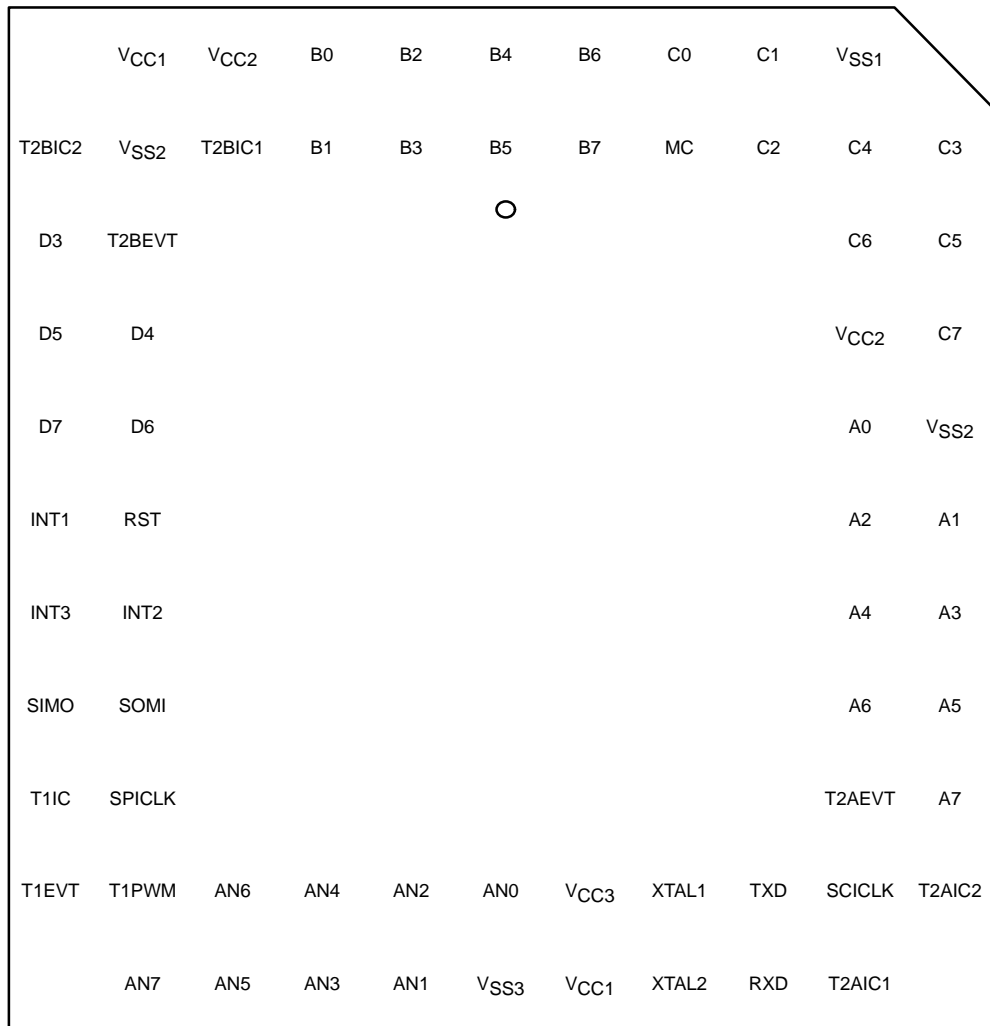 VCC1 VCC2 B0 B2 B4 B6 C0 C1 VSS1
T2BIC2 VSS2 T2BIC1 B1 B3 B5 B7 MC C2 C4 C3
D3 T2BEVT C6 C5
D5 D4 VCC2 C7
D7 D6 A0 VSS2
INT1 RST A2 A1
INT3 INT2 A4 A3
SIMO SOMI A6 A5
T1IC SPICLK T2AEVT A7
T1EVT T1PWM AN6 AN4 AN2 AN0 VCC3 XTAL1 TXD SCICLK T2AIC2
AN7 AN5 AN3 AN1 VSS3 VCC1 XTAL2 RXD T2AIC1